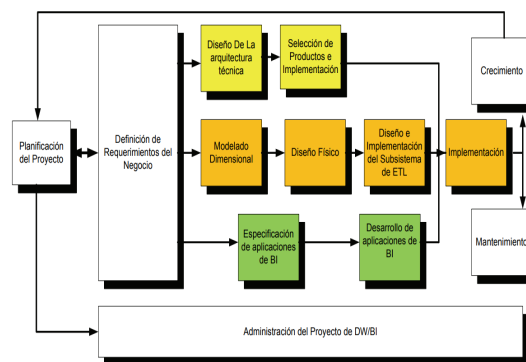 Diseño De La
arquitectura
técnica
Selección de
Productos e
Implementación
Crecimiento
Planificación
del Proyecto
Definición de
Requerimientos del
Negocio
Modelado
Dimensional
Diseño Físico
Diseño e
Implementación
del Subsistema
de ETL
Implementación
Especificación
de aplicaciones
de BI
Desarrollo de
aplicaciones de
BI
Mantenimiento
Administración del Proyecto de DW/BI